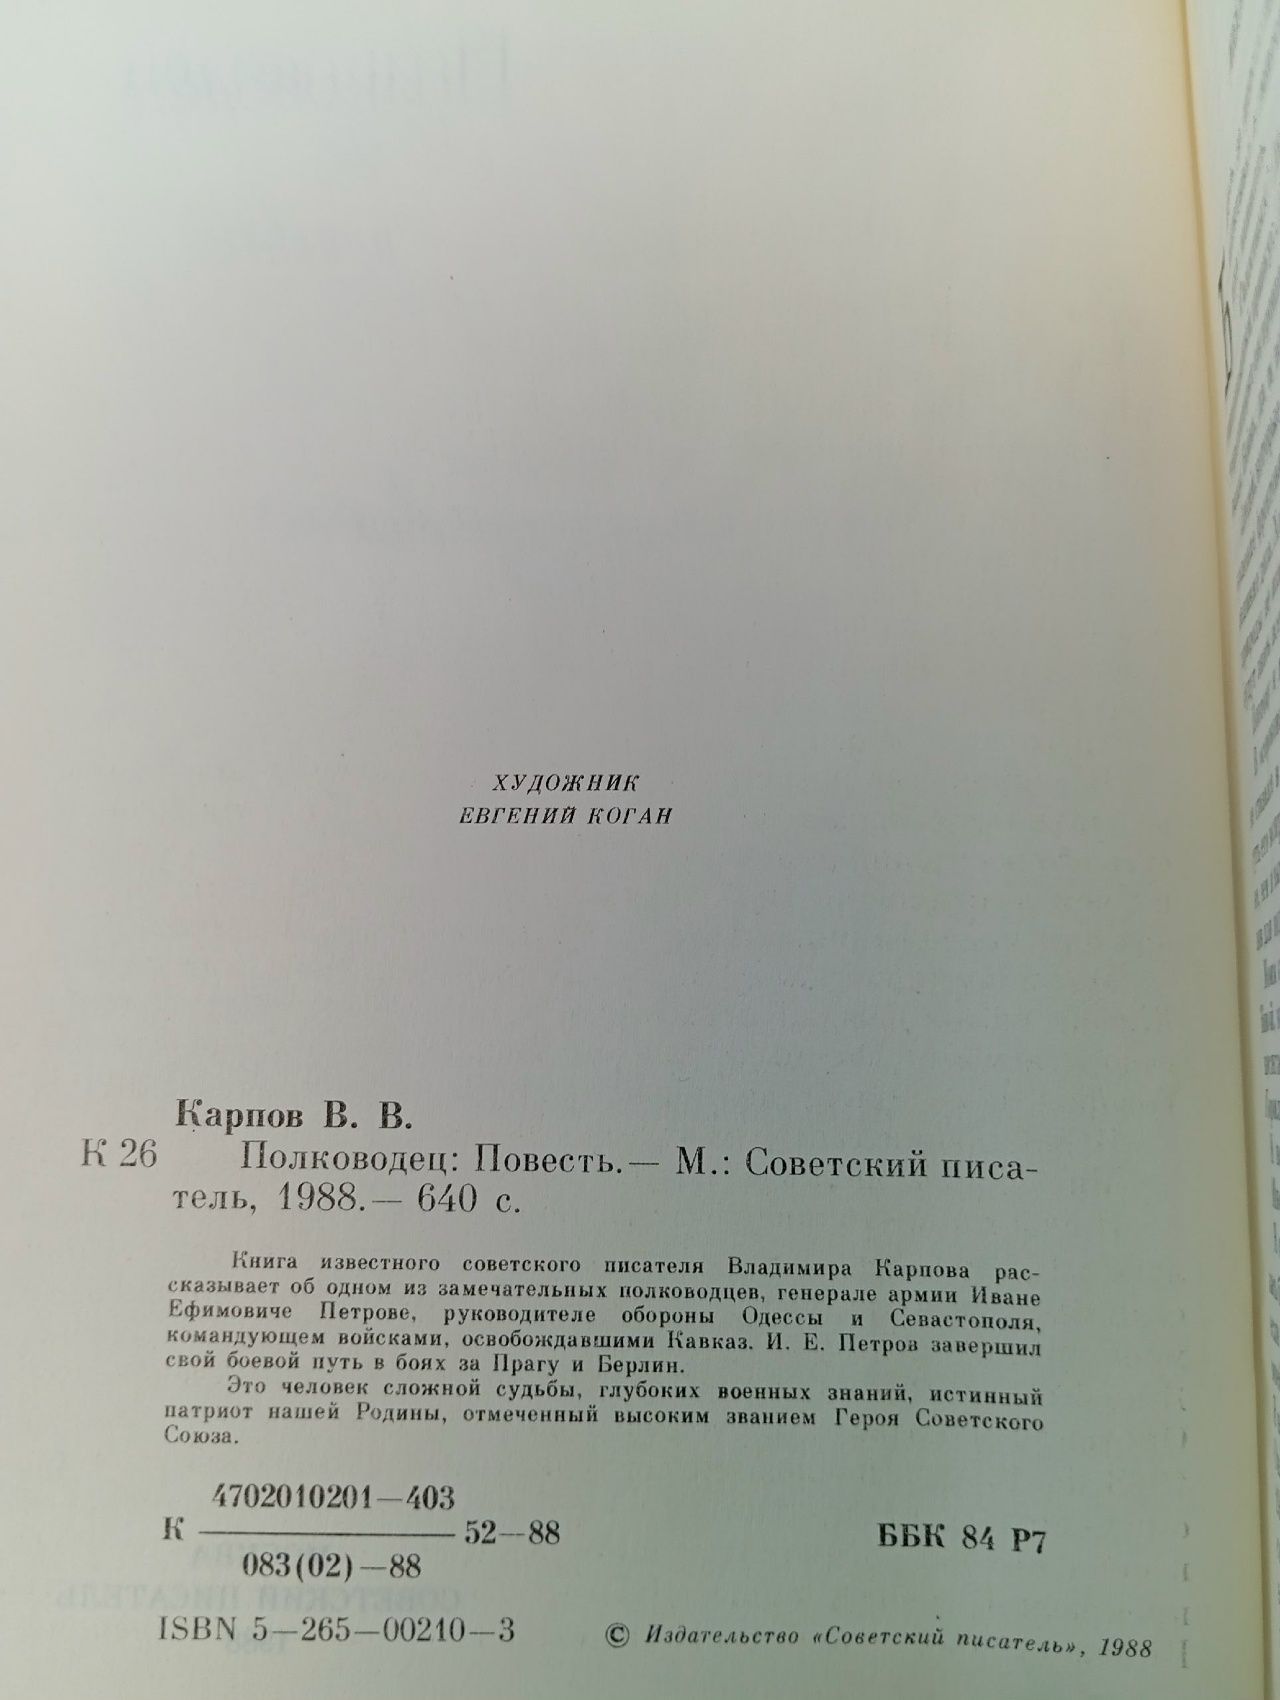 ХУДОЖНИК
ЕВГЕНИЙ КОГАН
Карпов В. В.
К 26 Полководец: Повесть.— М.: Советский писа-
тель, 1988.— 640 с.
Книга известного советского писателя Владимира Карпова рас-
сказывает об одном из замечательных полководцев, генерале армии Иване
Ефимовиче Петрове, руководителе обороны Одессы и Севастополя,
командующем войсками, освобождавшими Кавказ. И. Е. Петров завершил
свой боевой путь в боях за Прагу и Берлин.
Это человек сложной судьбы, глубоких военных знаний, истинный
патриот нашей Родины, отмеченный высоким званием Героя Советского
Союза.
4702010201—403
К ——— 52—88
083(02)—88
ББК 84 Р7
ISBN 5—265—00210—3
© Издательство «Советский писатель», 1988